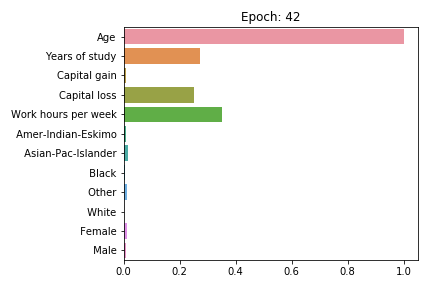 Epoch: 42
Age
Years of study
Capital gain
Capital loss
Work hours per week
Amer-Indian-Eskimo
Asian-Pac-Islander
Black
Other
White
Female
Male
0.0 0.2 0.4 0.6 0.8 1.0